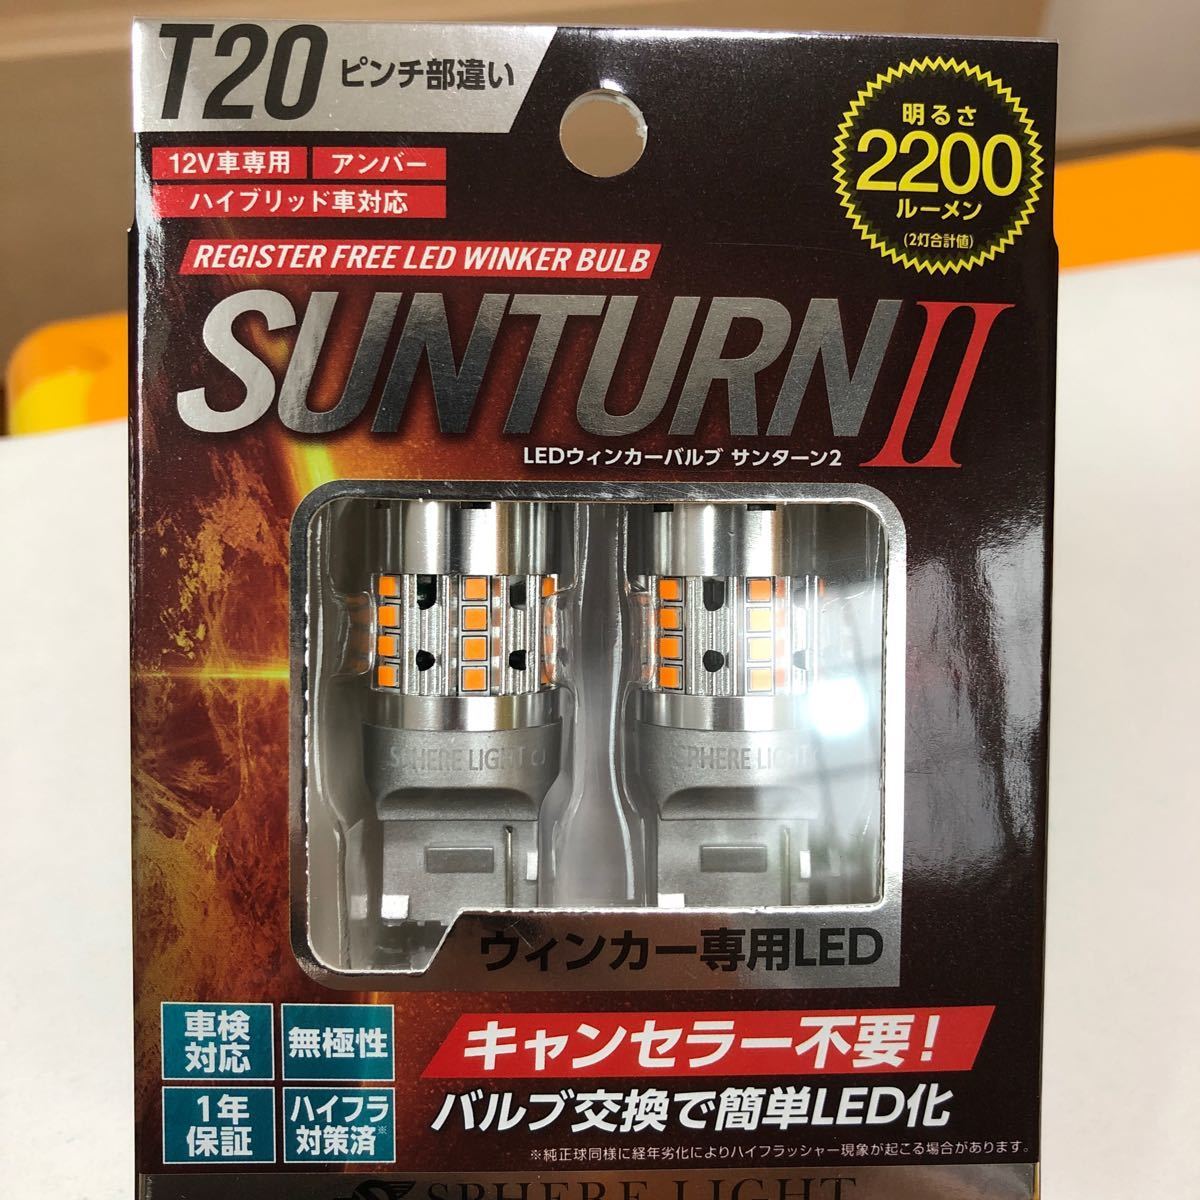 T20 ピンチ部違い
12V車専用 アンバー
ハイブリッド車対応
明るさ
2200
ルーメン
(2灯合計値)
REGISTER FREE LED WINKER BULB
SUNTURN II
LEDウィンカーバルブ サンターン2
SPHERE LIGHT SPHERE LIGHT
ウィンカー専用LED
車検対応 無極性
1年保証 ハイフラ対策済※
キャンセラー不要!
バルブ交換で簡単LED化
※純正球同様に経年劣化によりハイフラッシャー現象が起こる場合があります。
SPHERE LIGHT